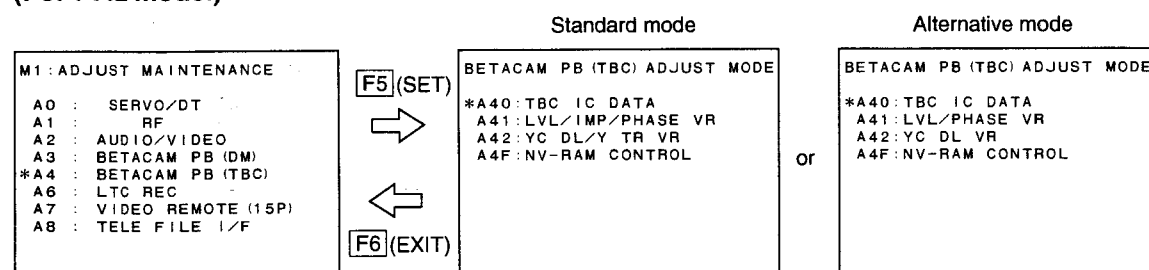 Standard mode
Alternative mode
M1:ADJUST MAINTENANCE
A0 : SERVO/DT
A1 : RF
A2 : AUDIO/VIDEO
A3 : BETACAM PB (DM)
*A4 : BETACAM PB (TBC)
A6 : LTC REC
A7 : VIDEO REMOTE (15P)
A8 : TELE FILE I/F
F5 (SET)
F6 (EXIT)
BETACAM PB (TBC) ADJUST MODE
*A40:TBC IC DATA
A41:LVL/IMP/PHASE VR
A42:YC DL/Y TR VR
A4F:NV-RAM CONTROL
or
BETACAM PB (TBC) ADJUST MODE
*A40:TBC IC DATA
A41:LVL/PHASE VR
A42:YC DL VR
A4F:NV-RAM CONTROL